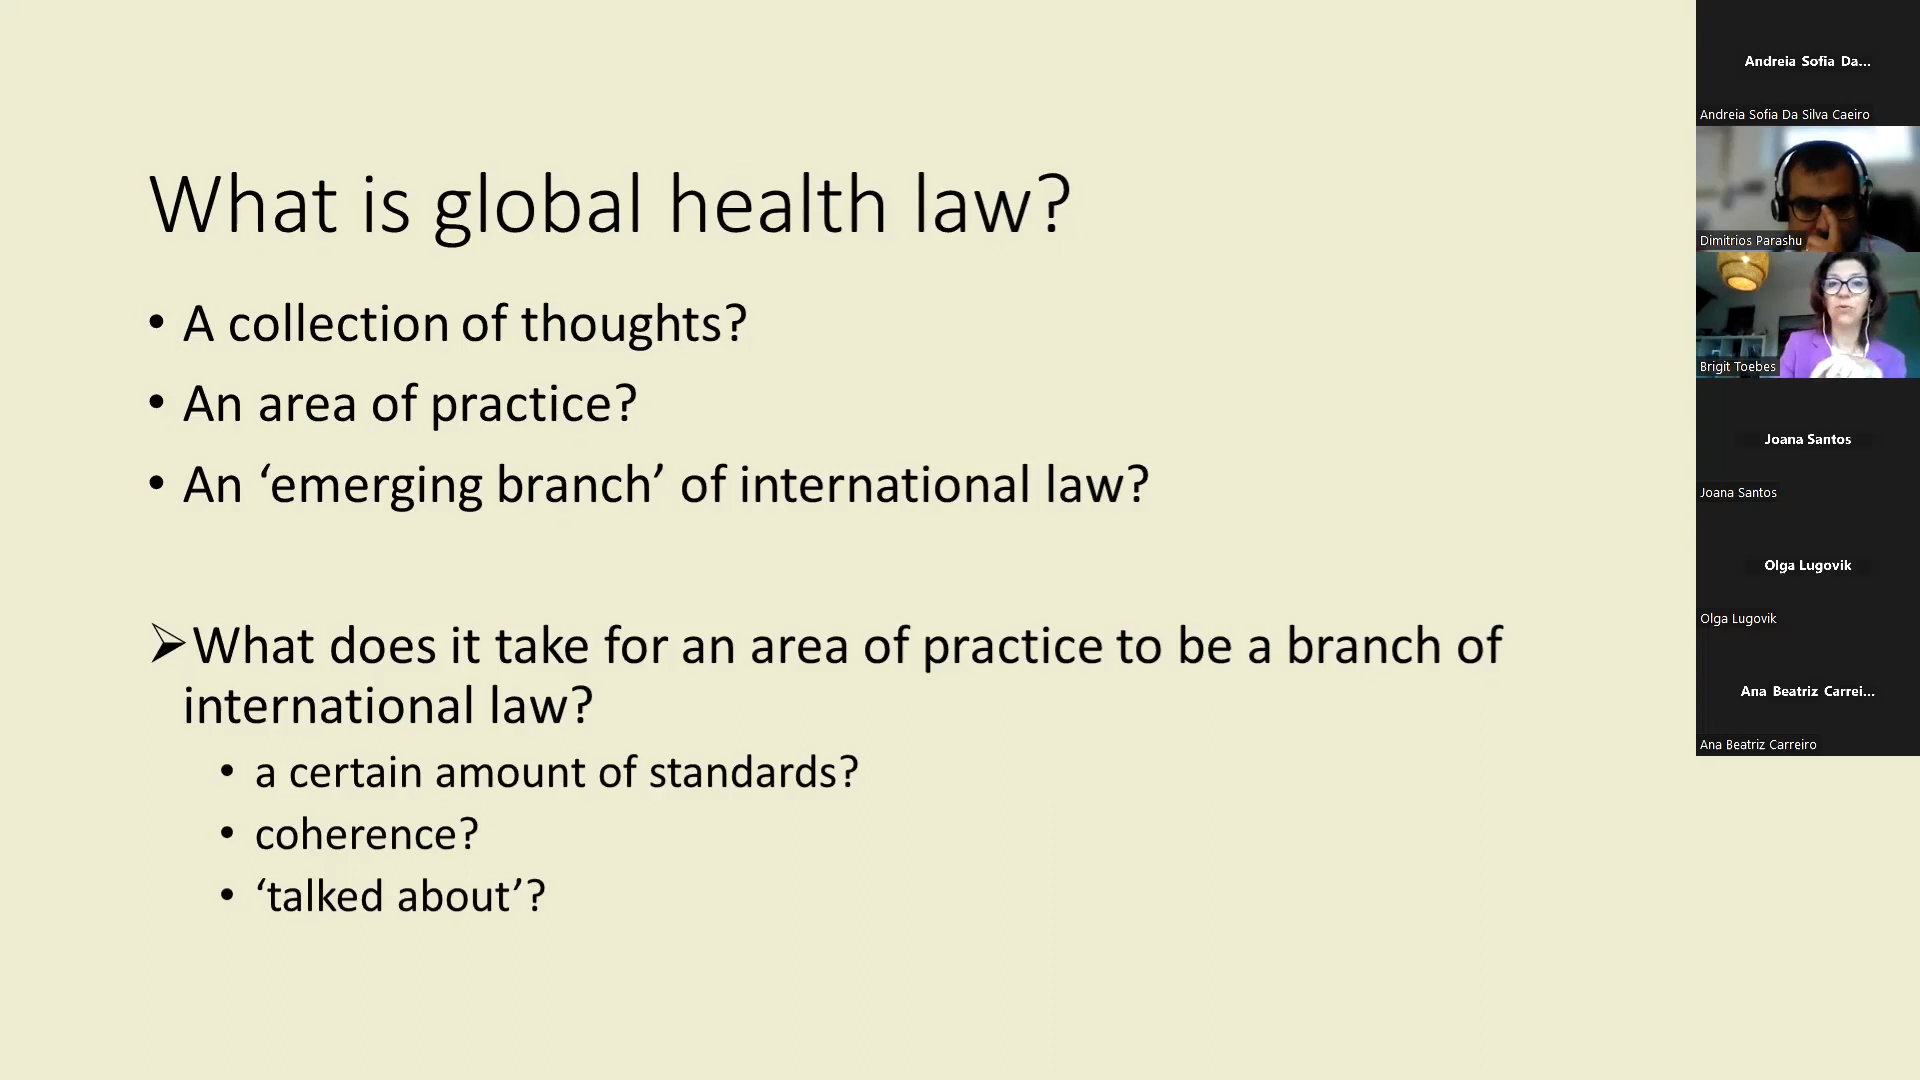 What is global health law?
• A collection of thoughts?
• An area of practice?
• An ‘emerging branch’ of international law?
➢What does it take for an area of practice to be a branch of
international law?
• a certain amount of standards?
• coherence?
• ‘talked about’?
Andreia Sofia Da...
Andreia Sofia Da Silva Caeiro
Dimitrios Parashu
Brigit Toebes
Joana Santos
Joana Santos
Olga Lugovik
Olga Lugovik
Ana Beatriz Carrei...
Ana Beatriz Carreiro